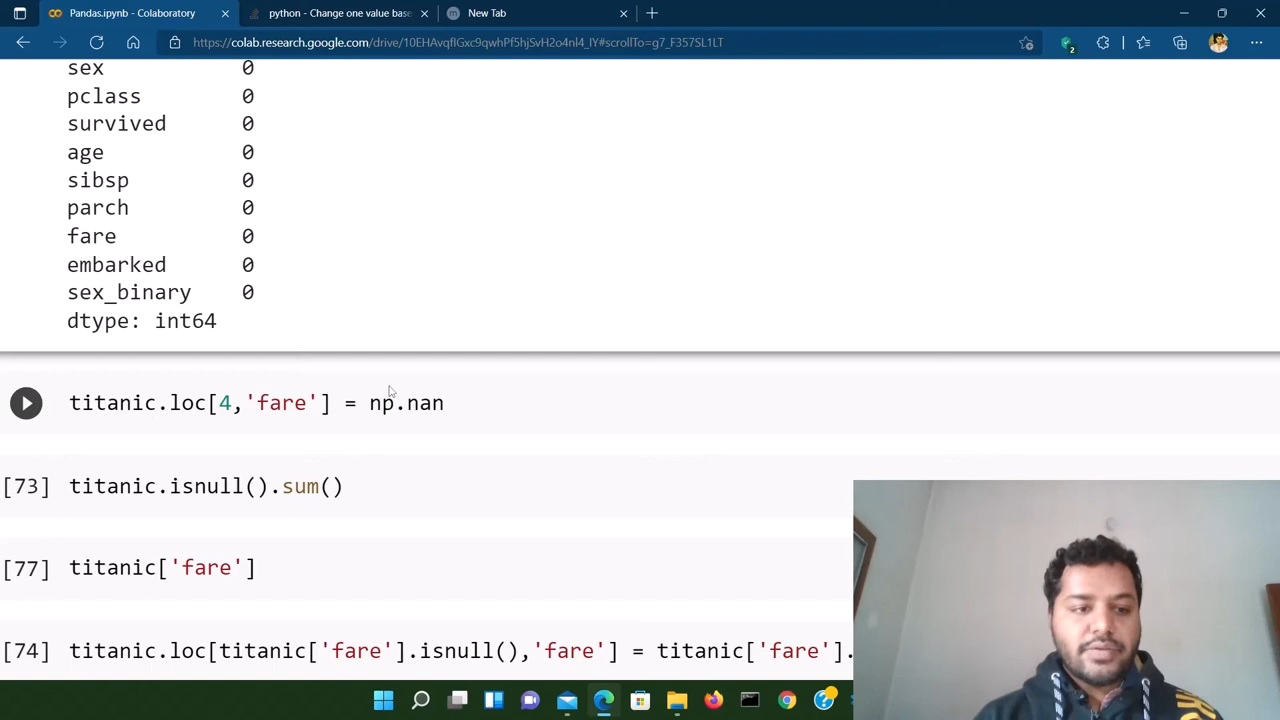 Pandas.ipynb - Colaboratory
python - Change one value base
New Tab
https://colab.research.google.com/drive/10EHAvqflGxc9qwhPf5hjSvH2o4nl4_IY#scrollTo=g7_F357SL1LT
2
sex 0
pclass 0
survived 0
age 0
sibsp 0
parch 0
fare 0
embarked 0
sex_binary 0
dtype: int64
titanic.loc[4,'fare'] = np.nan
[73] titanic.isnull().sum()
[77] titanic['fare']
[74] titanic.loc[titanic['fare'].isnull(),'fare'] = titanic['fare'].